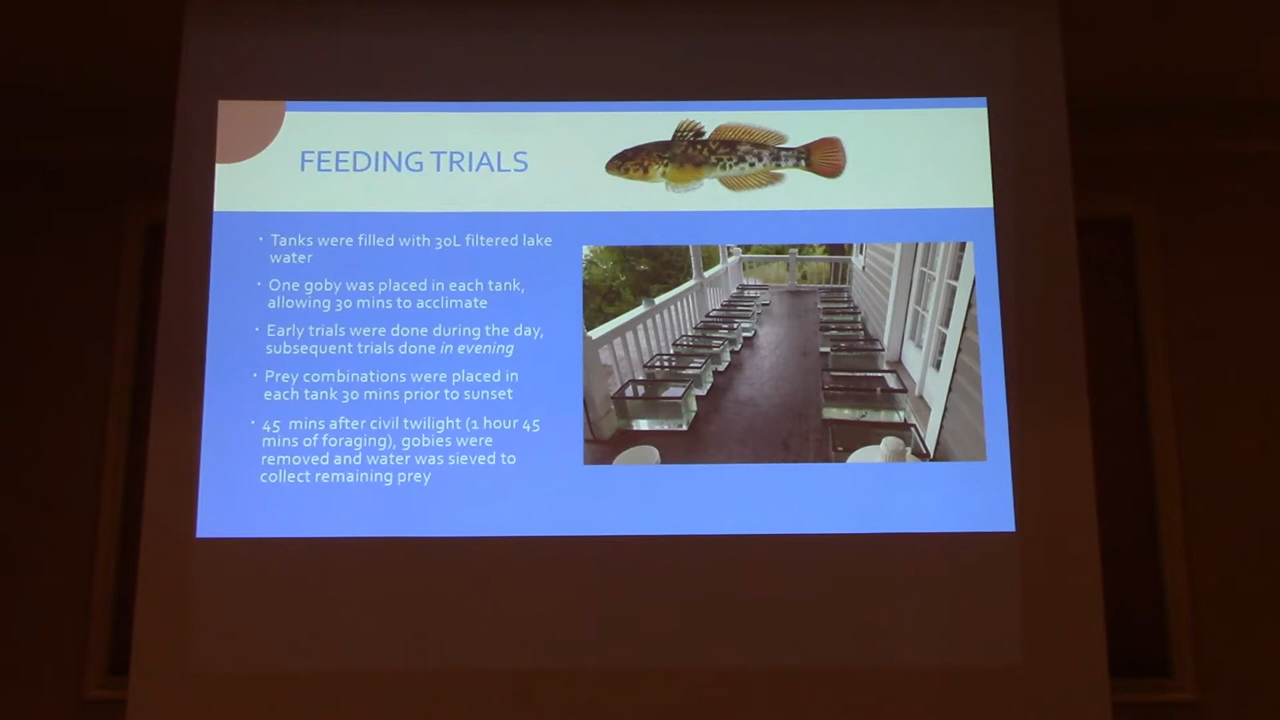 FEEDING TRIALS
• Tanks were filled with 30L filtered lake
water
• One goby was placed in each tank,
allowing 30 mins to acclimate
• Early trials were done during the day,
subsequent trials done in evening
• Prey combinations were placed in
each tank 30 mins prior to sunset
• 45 mins after civil twilight (1 hour 45
mins of foraging), gobies were
removed and water was sieved to
collect remaining prey